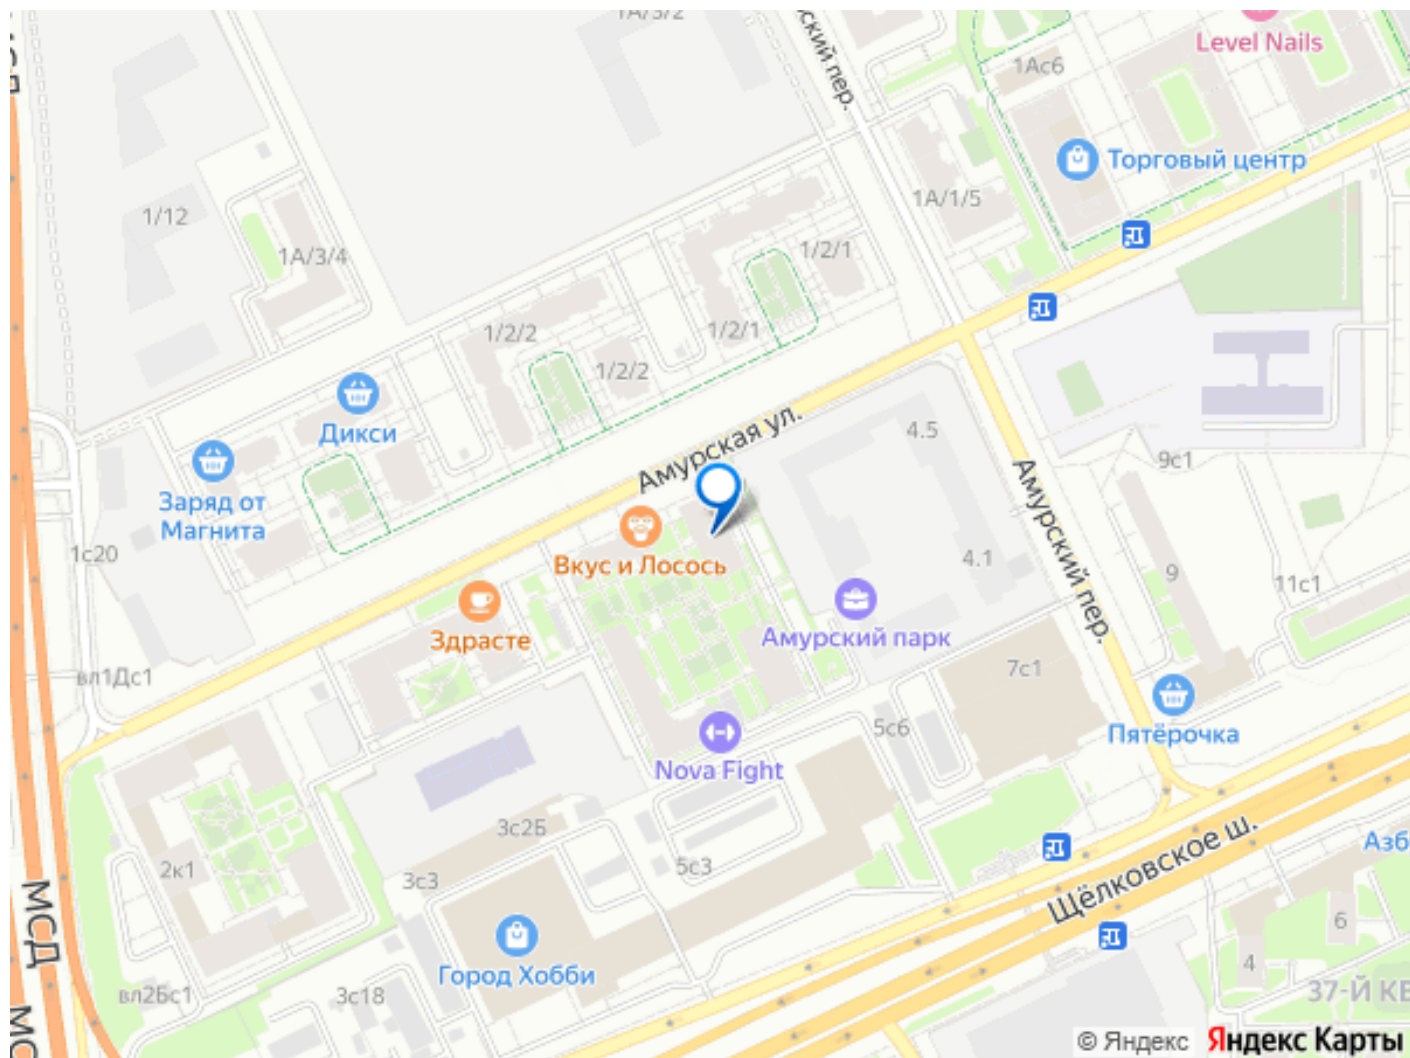 1А/3/2
ский пер.
Level Nails
1Ас6
Торговый центр
1/12
1А/3/4
1А/1/5
1/2/1
1/2/2
1/2/1
1/2/2
Дикси
Амурская ул.
4.5
Заряд от
Магнита
1с20
Вкус и Лосось
4.1
Амурский пер.
9с1
9
11с1
Здрасте
Амурский парк
7с1
вл1Дс1
5с6
Пятёрочка
Nova Fight
3с2Б
2к1
3с3
5с3
Щёлковское ш.
Азб
МСД
Город Хобби
6
4
37-Й КВ
вл2Бс1
3с18
© Яндекс Яндекс Карты